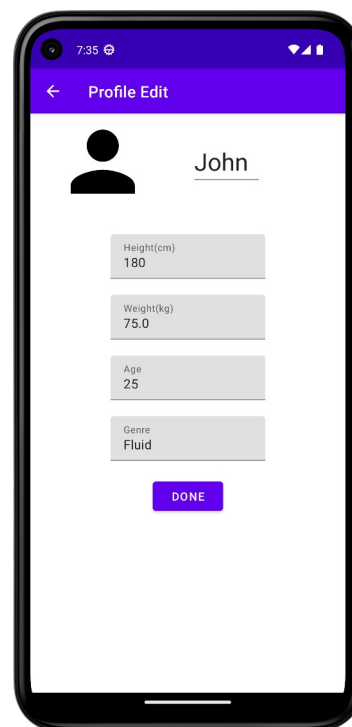 7:35
Profile Edit
John
Height(cm)
180
Weight(kg)
75.0
Age
25
Genre
Fluid
DONE